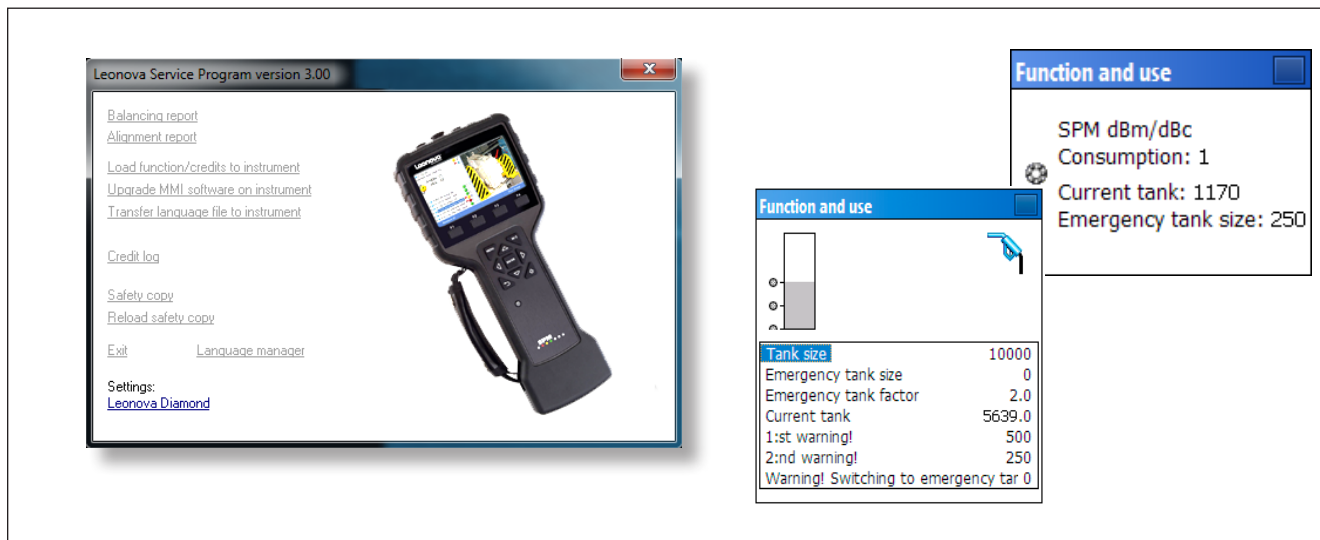 Leonova Service Program version 3.00
Balancing report
Alignment report
Load function/credits to instrument
Upgrade MMI software on instrument
Transfer language file to instrument
Credit log
Safety copy
Reload safety copy
Exit Language manager
Settings:
Leonova Diamond
Leonova
Function and use
SPM dBm/dBc
Consumption: 1
Current tank: 1170
Emergency tank size: 250
Function and use
Tank size 10000
Emergency tank size 0
Emergency tank factor 2.0
Current tank 5639.0
1:st warning! 500
2:nd warning! 250
Warning! Switching to emergency tar 0